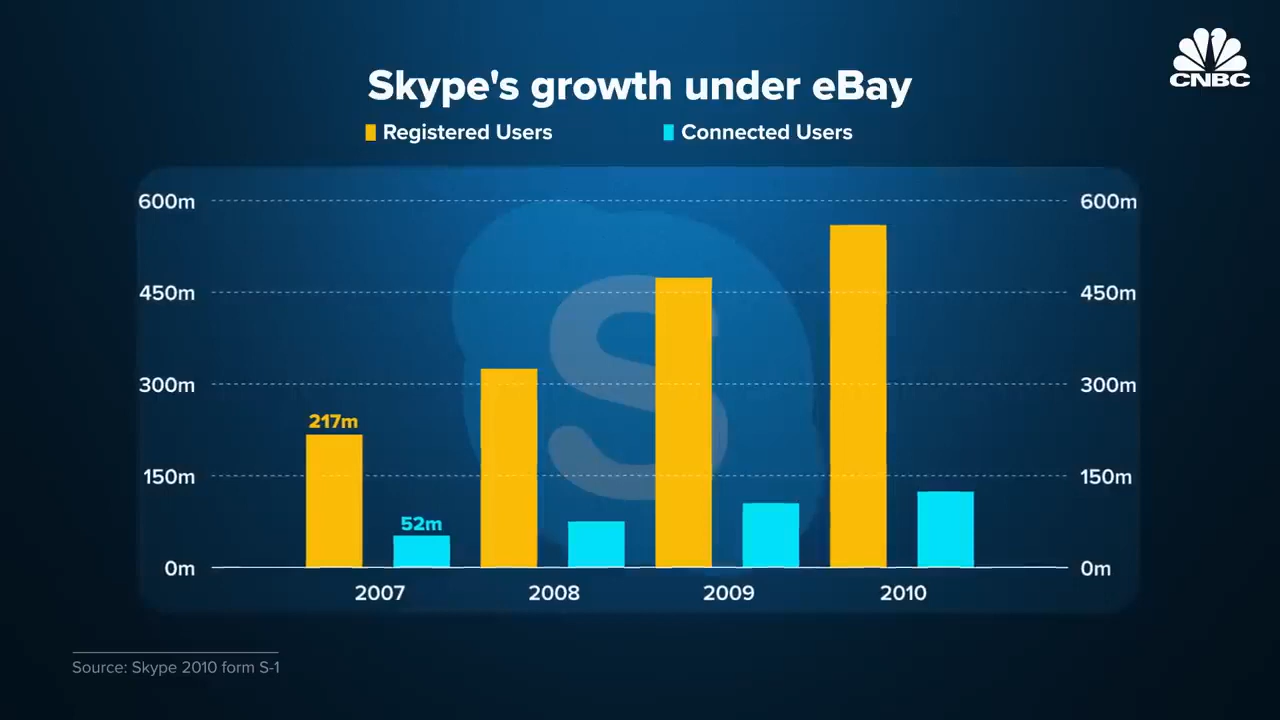 CNBC
Skype's growth under eBay
Registered Users Connected Users
600m 600m
450m 450m
300m 300m
217m
150m 150m
52m
0m 0m
2007 2008 2009 2010
Source: Skype 2010 form S-1
S